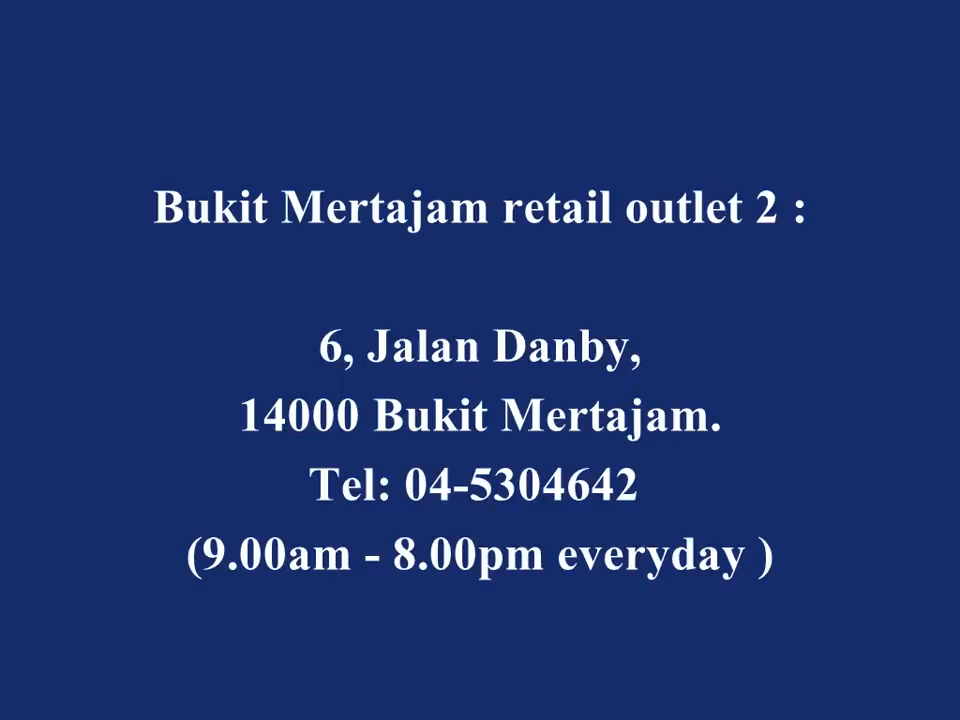 Bukit Mertajam retail outlet 2 :
6, Jalan Danby,
14000 Bukit Mertajam.
Tel: 04-5304642
(9.00am - 8.00pm everyday )